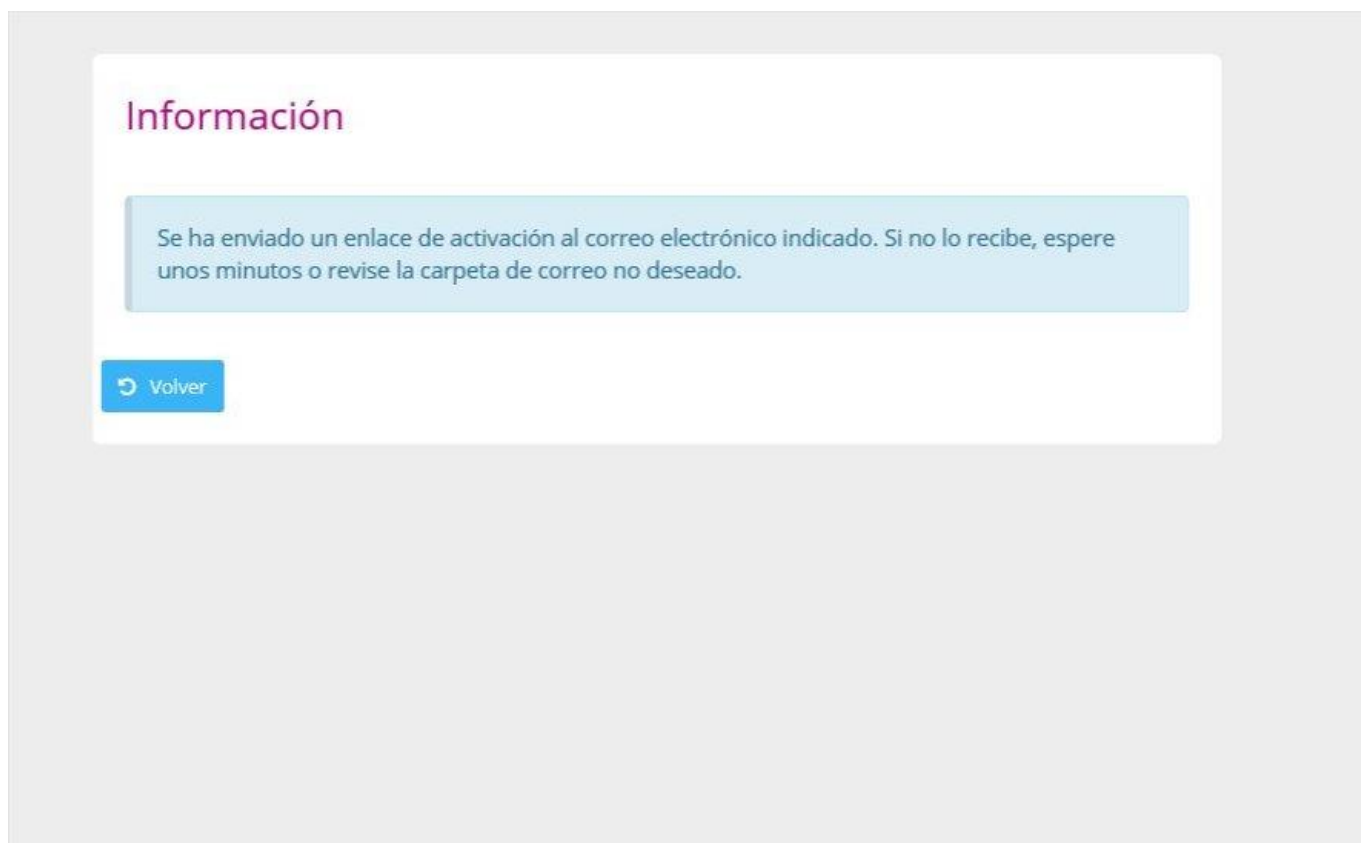 Información
Se ha enviado un enlace de activación al correo electrónico indicado. Si no lo recibe, espere
unos minutos o revise la carpeta de correo no deseado.
Volver